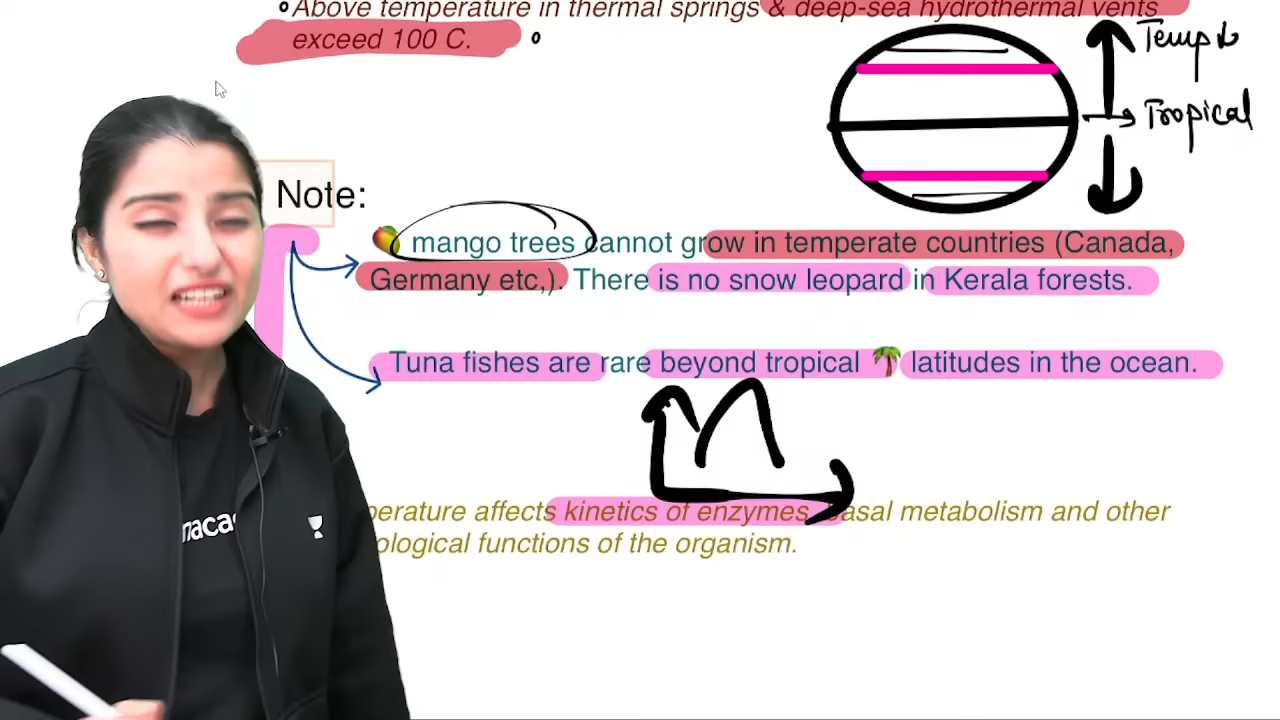 Above temperature in thermal springs & deep-sea hydrothermal vents
exceed 100 C.
Temp
Tropical
Note:
mango trees cannot grow in temperate countries (Canada,
Germany etc,). There is no snow leopard in Kerala forests.
Tuna fishes are rare beyond tropical latitudes in the ocean.
affects kinetics of enzymes, basal metabolism and other
functions of the organism.